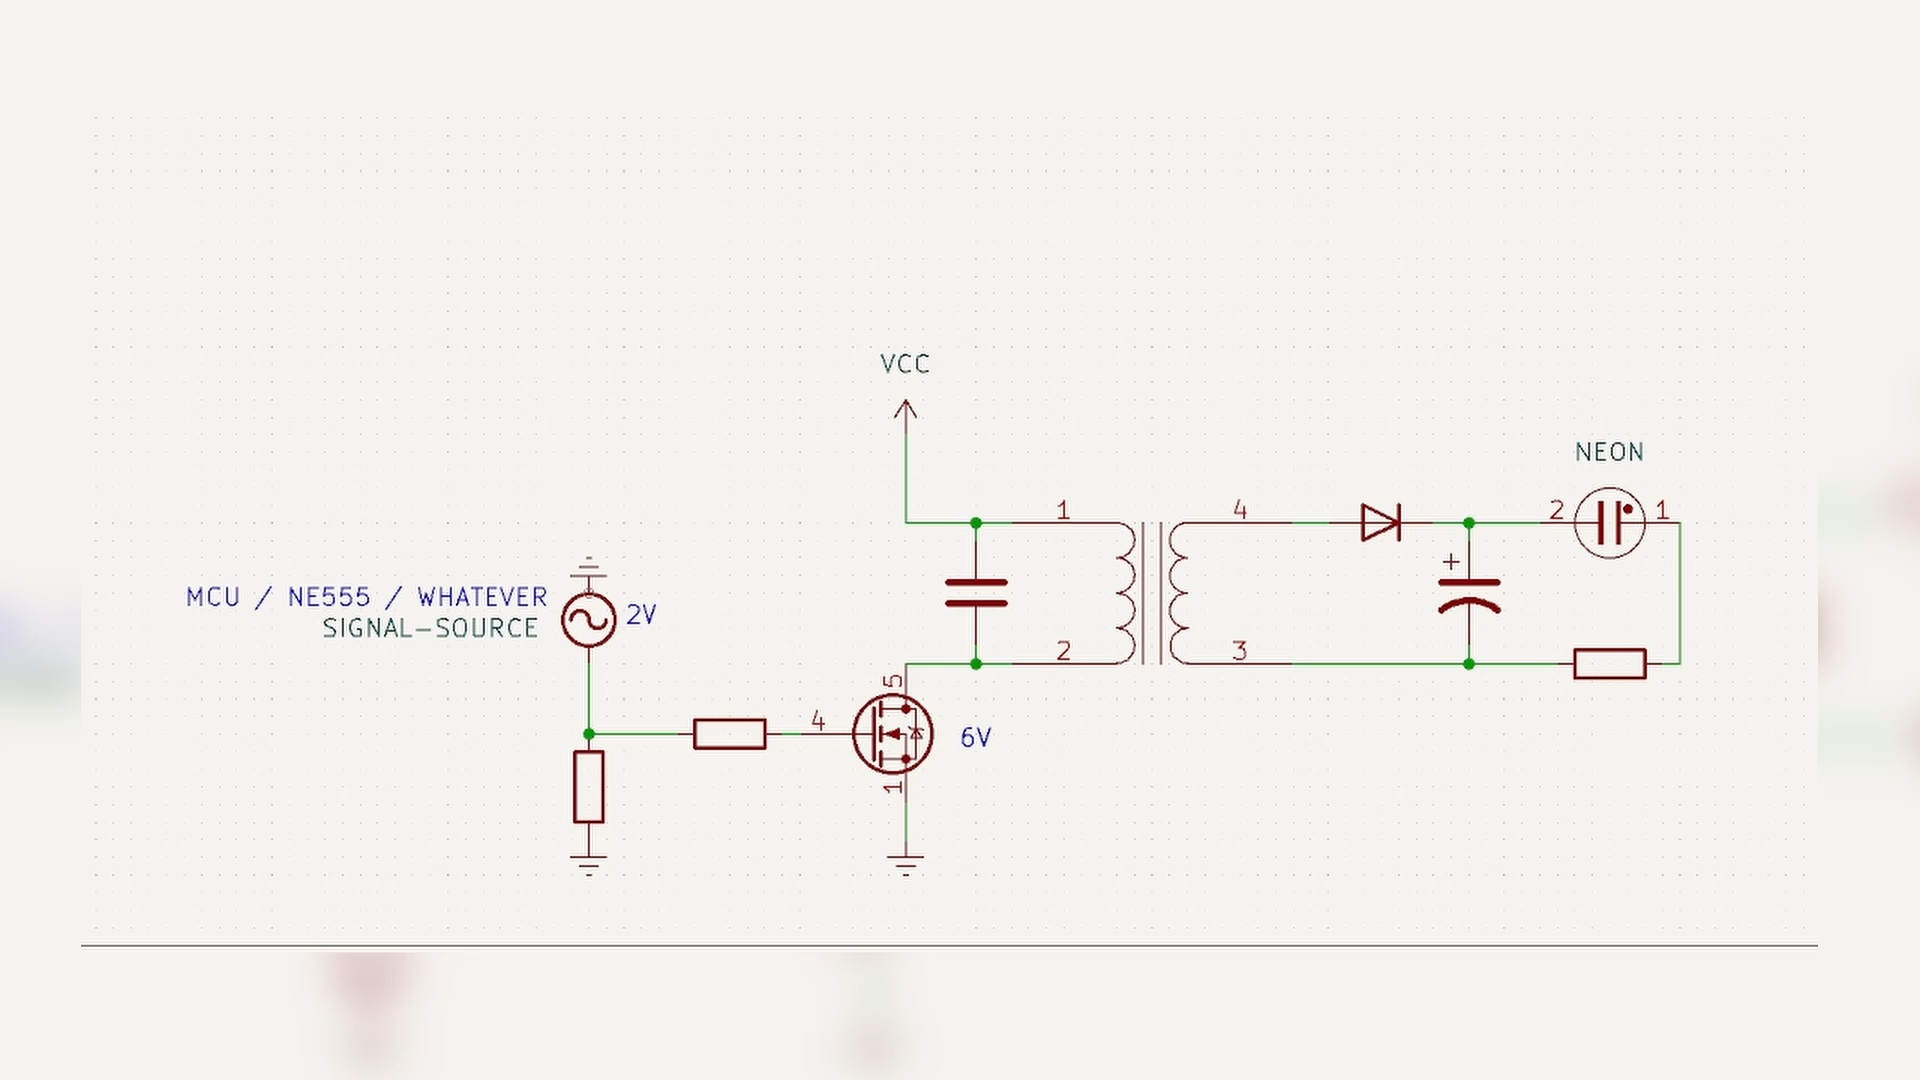 VCC
NEON
1
4
2
1
+
MCU / NE555 / WHATEVER
2V
SIGNAL-SOURCE
2
3
5
4
6V
1